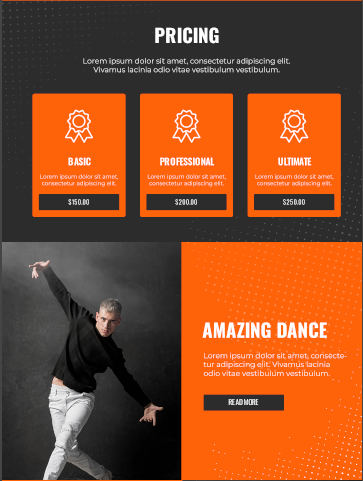 PRICING
Lorem ipsum dolor sit amet, consectetur adipiscing elit.
Vivamus lacinia odio vitae vestibulum vestibulum.
BASIC
Lorem ipsum dolor sit amet,
consectetur adipiscing elit.
$150.00
PROFESSIONAL
Lorem ipsum dolor sit amet,
consectetur adipiscing elit.
$200.00
ULTIMATE
Lorem ipsum dolor sit amet,
consectetur adipiscing elit.
$250.00
AMAZING DANCE
Lorem ipsum dolor sit amet, consecte-
tur adipiscing elit. Vivamus lacinia
odio vitae vestibulum vestibulum.
READ MORE